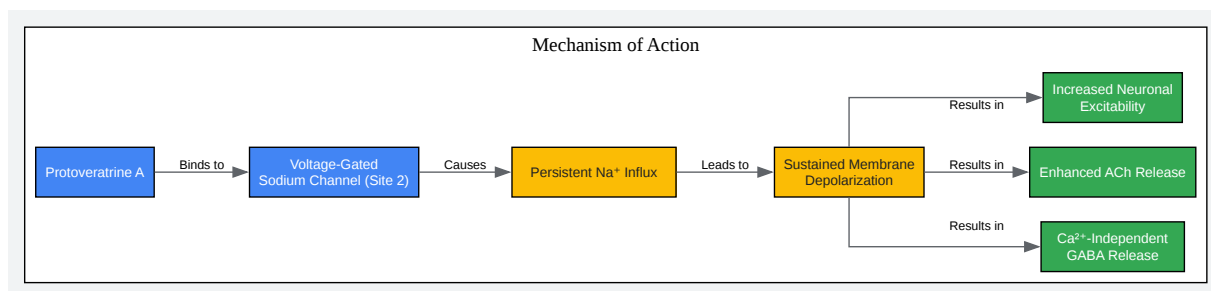 Mechanism of Action
Protoveratrine A
Binds to
Voltage-Gated
Sodium Channel (Site 2)
Causes
Persistent Na⁺ Influx
Leads to
Sustained Membrane
Depolarization
Results in
Increased Neuronal
Excitability
Results in
Enhanced ACh Release
Results in
Ca²⁺-Independent
GABA Release